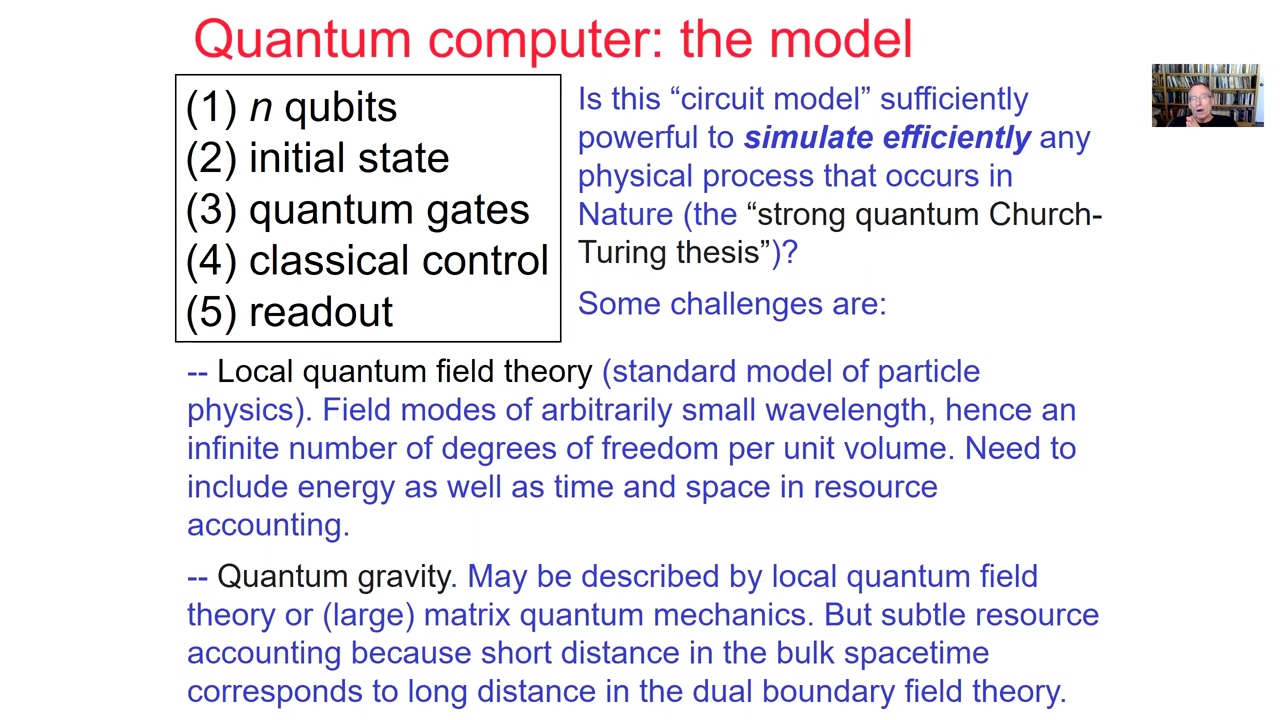 Quantum computer: the model
(1) n qubits
(2) initial state
(3) quantum gates
(4) classical control
(5) readout
Is this “circuit model” sufficiently
powerful to simulate efficiently any
physical process that occurs in
Nature (the “strong quantum Church-
Turing thesis”)?
Some challenges are:
-- Local quantum field theory (standard model of particle
physics). Field modes of arbitrarily small wavelength, hence an
infinite number of degrees of freedom per unit volume. Need to
include energy as well as time and space in resource
accounting.
-- Quantum gravity. May be described by local quantum field
theory or (large) matrix quantum mechanics. But subtle resource
accounting because short distance in the bulk spacetime
corresponds to long distance in the dual boundary field theory.